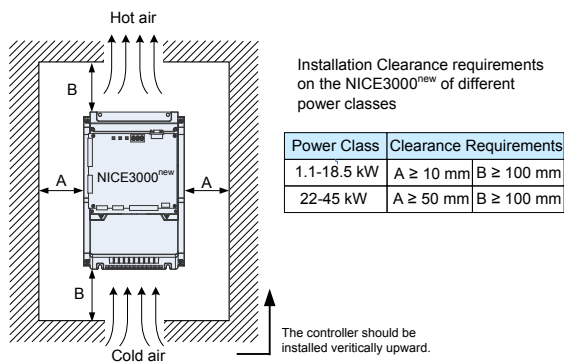 Hot air
B
A
NICE3000new
A
B
Cold air
Installation Clearance requirements
on the NICE3000new of different
power classes
Power Class Clearance Requirements
1.1-18.5 kW A ≥ 10 mm B ≥ 100 mm
22-45 kW A ≥ 50 mm B ≥ 100 mm
The controller should be
installed veritically upward.